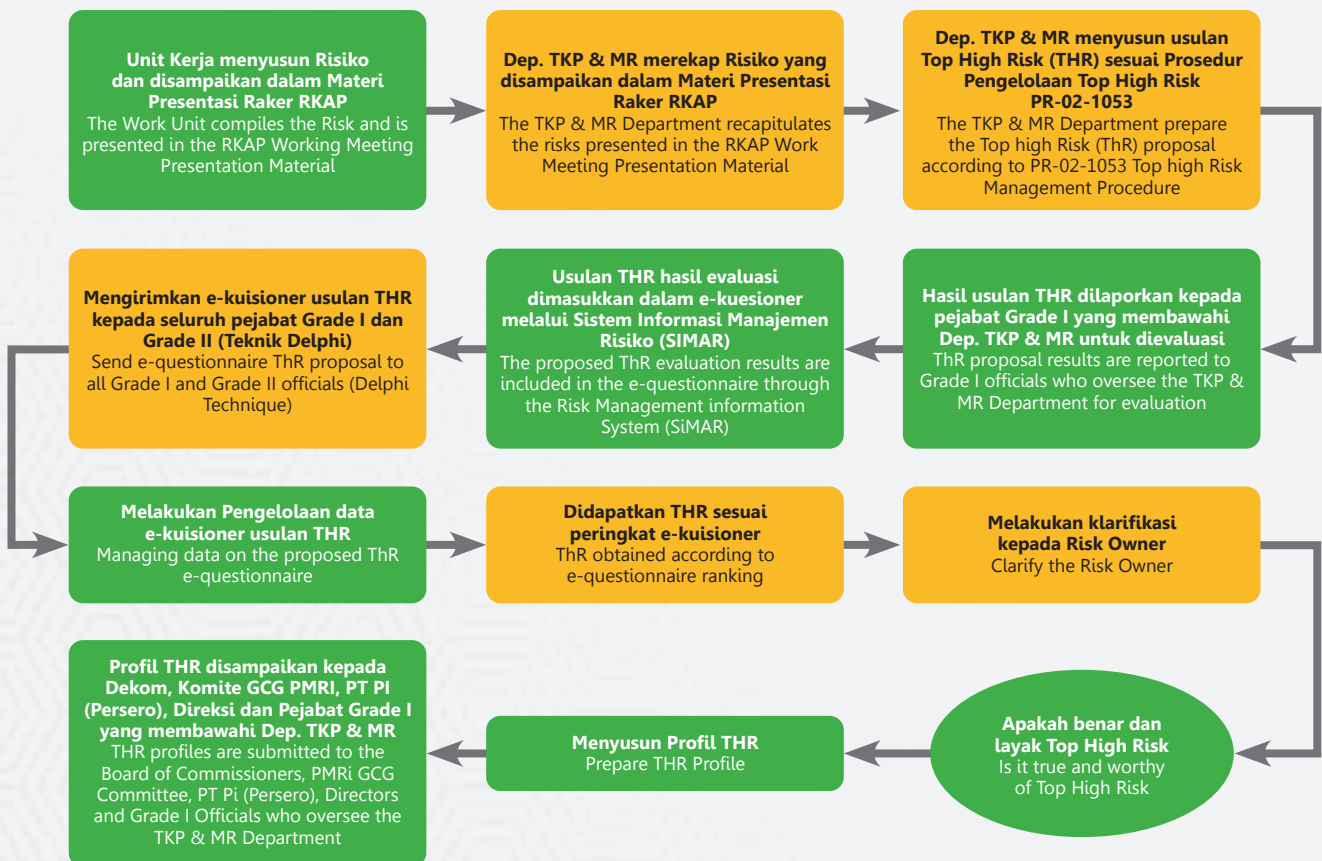 Unit Kerja menyusun Risiko
dan disampaikan dalam Materi
Presentasi Raker RKAP
The Work Unit compiles the Risk and is
presented in the RKAP Working Meeting
Presentation Material
Dep. TKP & MR merekap Risiko yang
disampaikan dalam Materi Presentasi
Raker RKAP
The TKP & MR Department recapitulates
the risks presented in the RKAP Work
Meeting Presentation Material
Dep. TKP & MR menyusun usulan
Top High Risk (THR) sesuai Prosedur
Pengelolaan Top High Risk
PR-02-1053
The TKP & MR Department prepare
the Top high Risk (ThR) proposal
according to PR-02-1053 Top high Risk
Management Procedure
Hasil usulan THR dilaporkan kepada
pejabat Grade I yang membawahi
Dep. TKP & MR untuk dievaluasi
ThR proposal results are reported to
Grade I officials who oversee the TKP &
MR Department for evaluation
Usulan THR hasil evaluasi
dimasukkan dalam e-kuesioner
melalui Sistem Informasi Manajemen
Risiko (SIMAR)
The proposed ThR evaluation results are
included in the e-questionnaire through
the Risk Management information
System (SiMAR)
Mengirimkan e-kuisioner usulan THR
kepada seluruh pejabat Grade I dan
Grade II (Teknik Delphi)
Send e-questionnaire ThR proposal to
all Grade I and Grade II officials (Delphi
Technique)
Melakukan Pengelolaan data
e-kuisioner usulan THR
Managing data on the proposed ThR
e-questionnaire
Didapatkan THR sesuai
peringkat e-kuisioner
ThR obtained according to
e-questionnaire ranking
Melakukan klarifikasi
kepada Risk Owner
Clarify the Risk Owner
Apakah benar dan
layak Top High Risk
Is it true and worthy
of Top High Risk
Menyusun Profil THR
Prepare THR Profile
Profil THR disampaikan kepada
Dekom, Komite GCG PMRI, PT PI
(Persero), Direksi dan Pejabat Grade I
yang membawahi Dep. TKP & MR
THR profiles are submitted to the
Board of Commissioners, PMRi GCG
Committee, PT Pi (Persero), Directors
and Grade I Officials who oversee the
TKP & MR Department